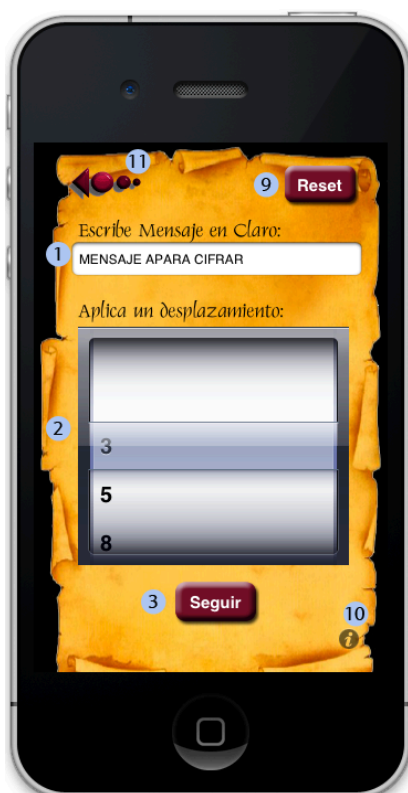 11
9 Reset
Escribe Mensaje en Claro:
1 MENSAJE APARA CIFRAR
Aplica un desplazamiento:
2 3
5
8
3 Seguir
10
i